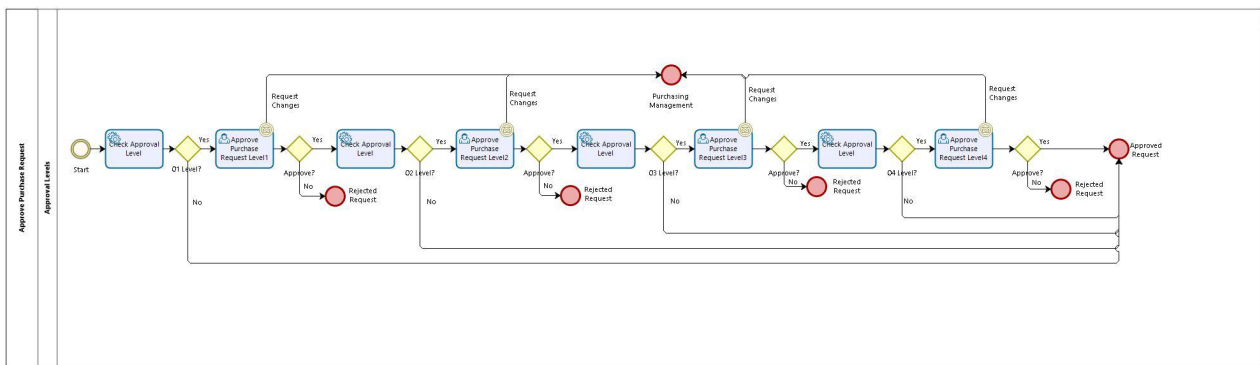 Approve Purchase Request
Approval Levels
Request
Changes
Request
Changes
Purchasing
Management
Request
Changes
Request
Changes
Start
Check Approval
Level
01 Level?
Yes
No
Approve
Purchase
Request Level1
Approve?
Yes
No
Rejected
Request
Check Approval
Level
02 Level?
Yes
No
Approve
Purchase
Request Level2
Approve?
Yes
No
Rejected
Request
Check Approval
Level
03 Level?
Yes
No
Approve
Purchase
Request Level3
Approve?
Yes
No
Rejected
Request
Check Approval
Level
04 Level?
Yes
No
Approve
Purchase
Request Level4
Approve?
Yes
No
Rejected
Request
Approved
Request